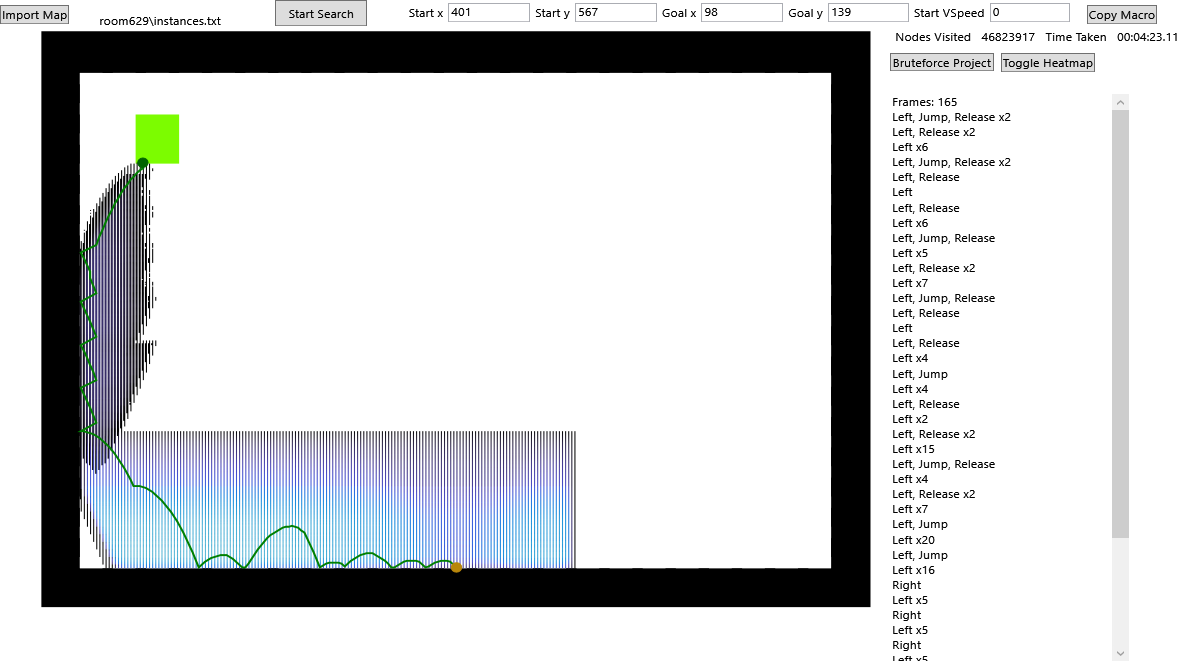 Import Map
room629\instances.txt
Start Search
Start x 401 Start y 567 Goal x 98 Goal y 139 Start VSpeed 0
Copy Macro
Nodes Visited 46823917 Time Taken 00:04:23.11
Bruteforce Project Toggle Heatmap
Frames: 165
Left, Jump, Release x2
Left, Release x2
Left x6
Left, Jump, Release x2
Left, Release
Left
Left, Release
Left x6
Left, Jump, Release
Left x5
Left, Release x2
Left x7
Left, Jump, Release
Left, Release
Left
Left, Release
Left x4
Left, Jump
Left x4
Left, Release
Left x2
Left, Release x2
Left x15
Left, Jump, Release
Left x4
Left, Release x2
Left x7
Left, Jump
Left x20
Left, Jump
Left x16
Right
Left x5
Right
Left x5
Right
Left x5